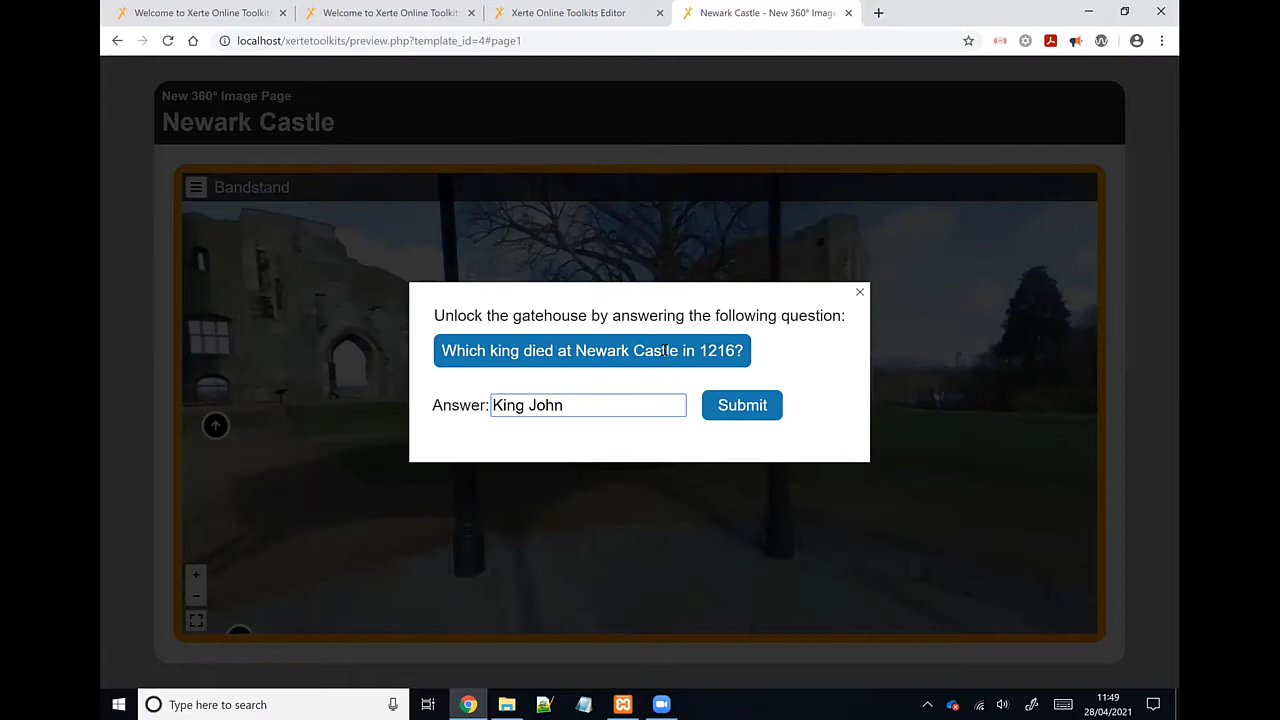 Welcome to Xerte Online Toolkits
Welcome to Xerte Online Toolkits
Xerte Online Toolkits Editor
Newark Castle - New 360° Imag
localhost/xertetoolkits/preview.php?template_id=4#page1
New 360° Image Page
Newark Castle
Bandstand
Unlock the gatehouse by answering the following question:
Which king died at Newark Castle in 1216?
Answer: King John
Submit
Type here to search
11:49
28/04/2021